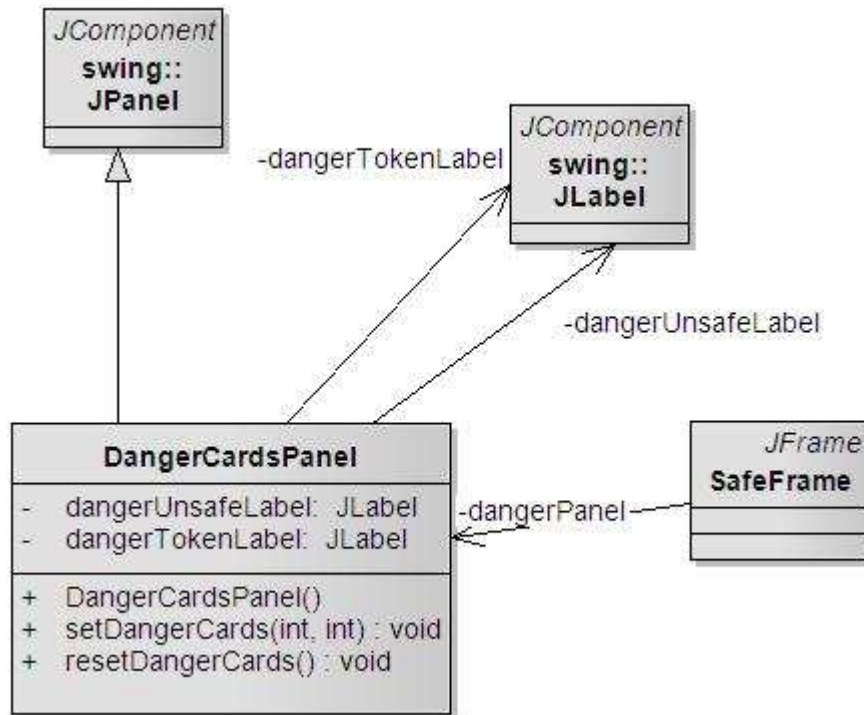 JComponent
swing::
JPanel
JComponent
swing::
JLabel
-dangerTokenLabel
-dangerUnsafeLabel
DangerCardsPanel
- dangerUnsafeLabel: JLabel
- dangerTokenLabel: JLabel
+ DangerCardsPanel()
+ setDangerCards(int, int) : void
+ resetDangerCards() : void
-dangerPanel
JFrame
SafeFrame